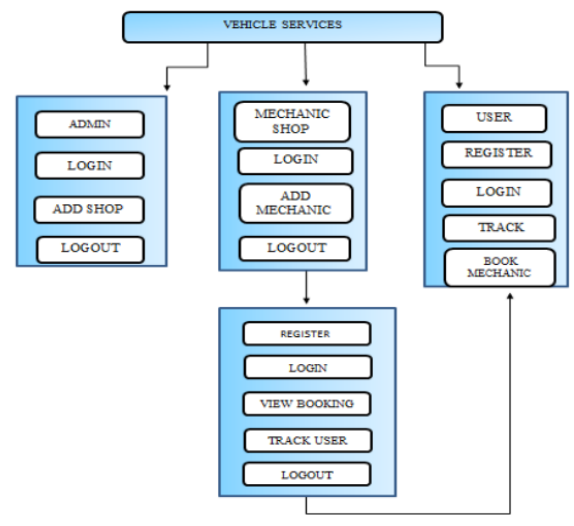 VEHICLE SERVICES
ADMIN
LOGIN
ADD SHOP
LOGOUT
MECHANIC
SHOP
LOGIN
ADD
MECHANIC
LOGOUT
USER
REGISTER
LOGIN
TRACK
BOOK
MECHANIC
REGISTER
LOGIN
VIEW BOOKING
TRACK USER
LOGOUT